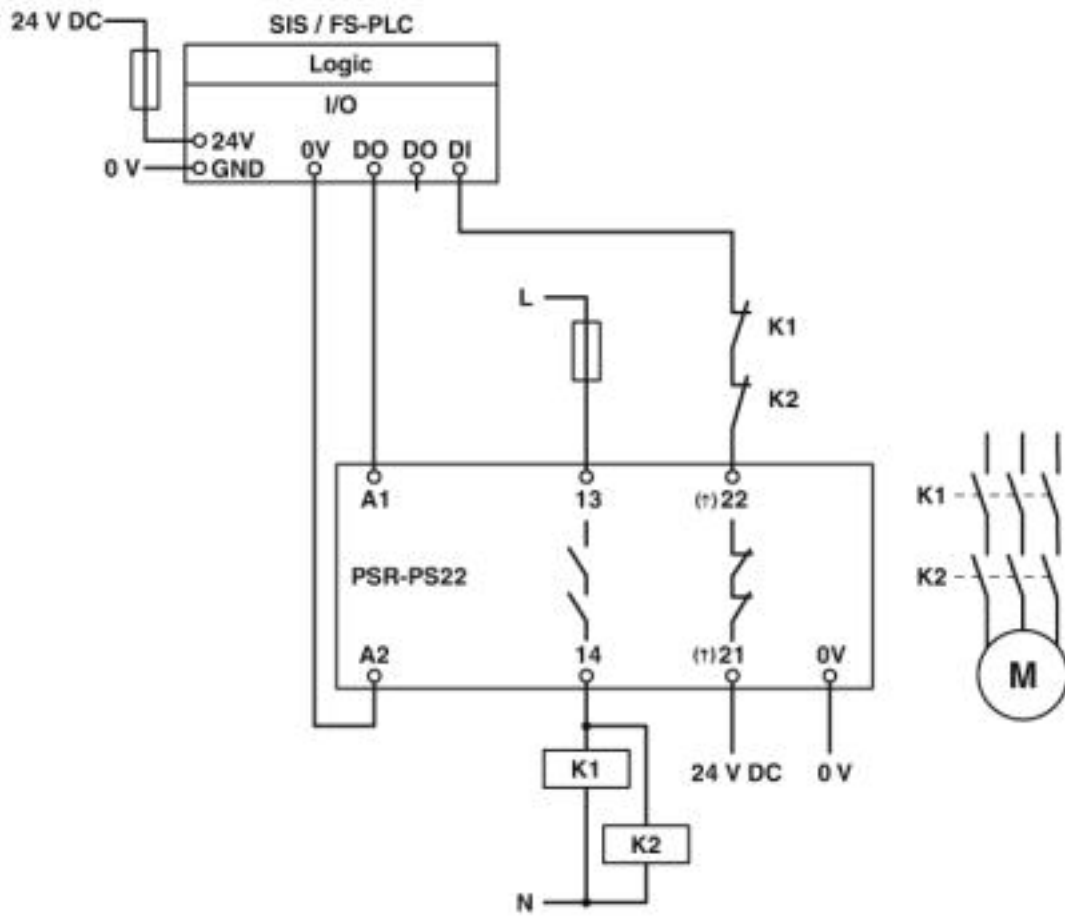 24 V DC
SIS / FS-PLC
Logic
I/O
24V
0V DO DO DI
0 V
GND
L
K1
K2
A1 13 (↑) 22
K1
PSR-PS22
K2
A2 14 (↑) 21 0V
M
K1
24 V DC 0 V
K2
N